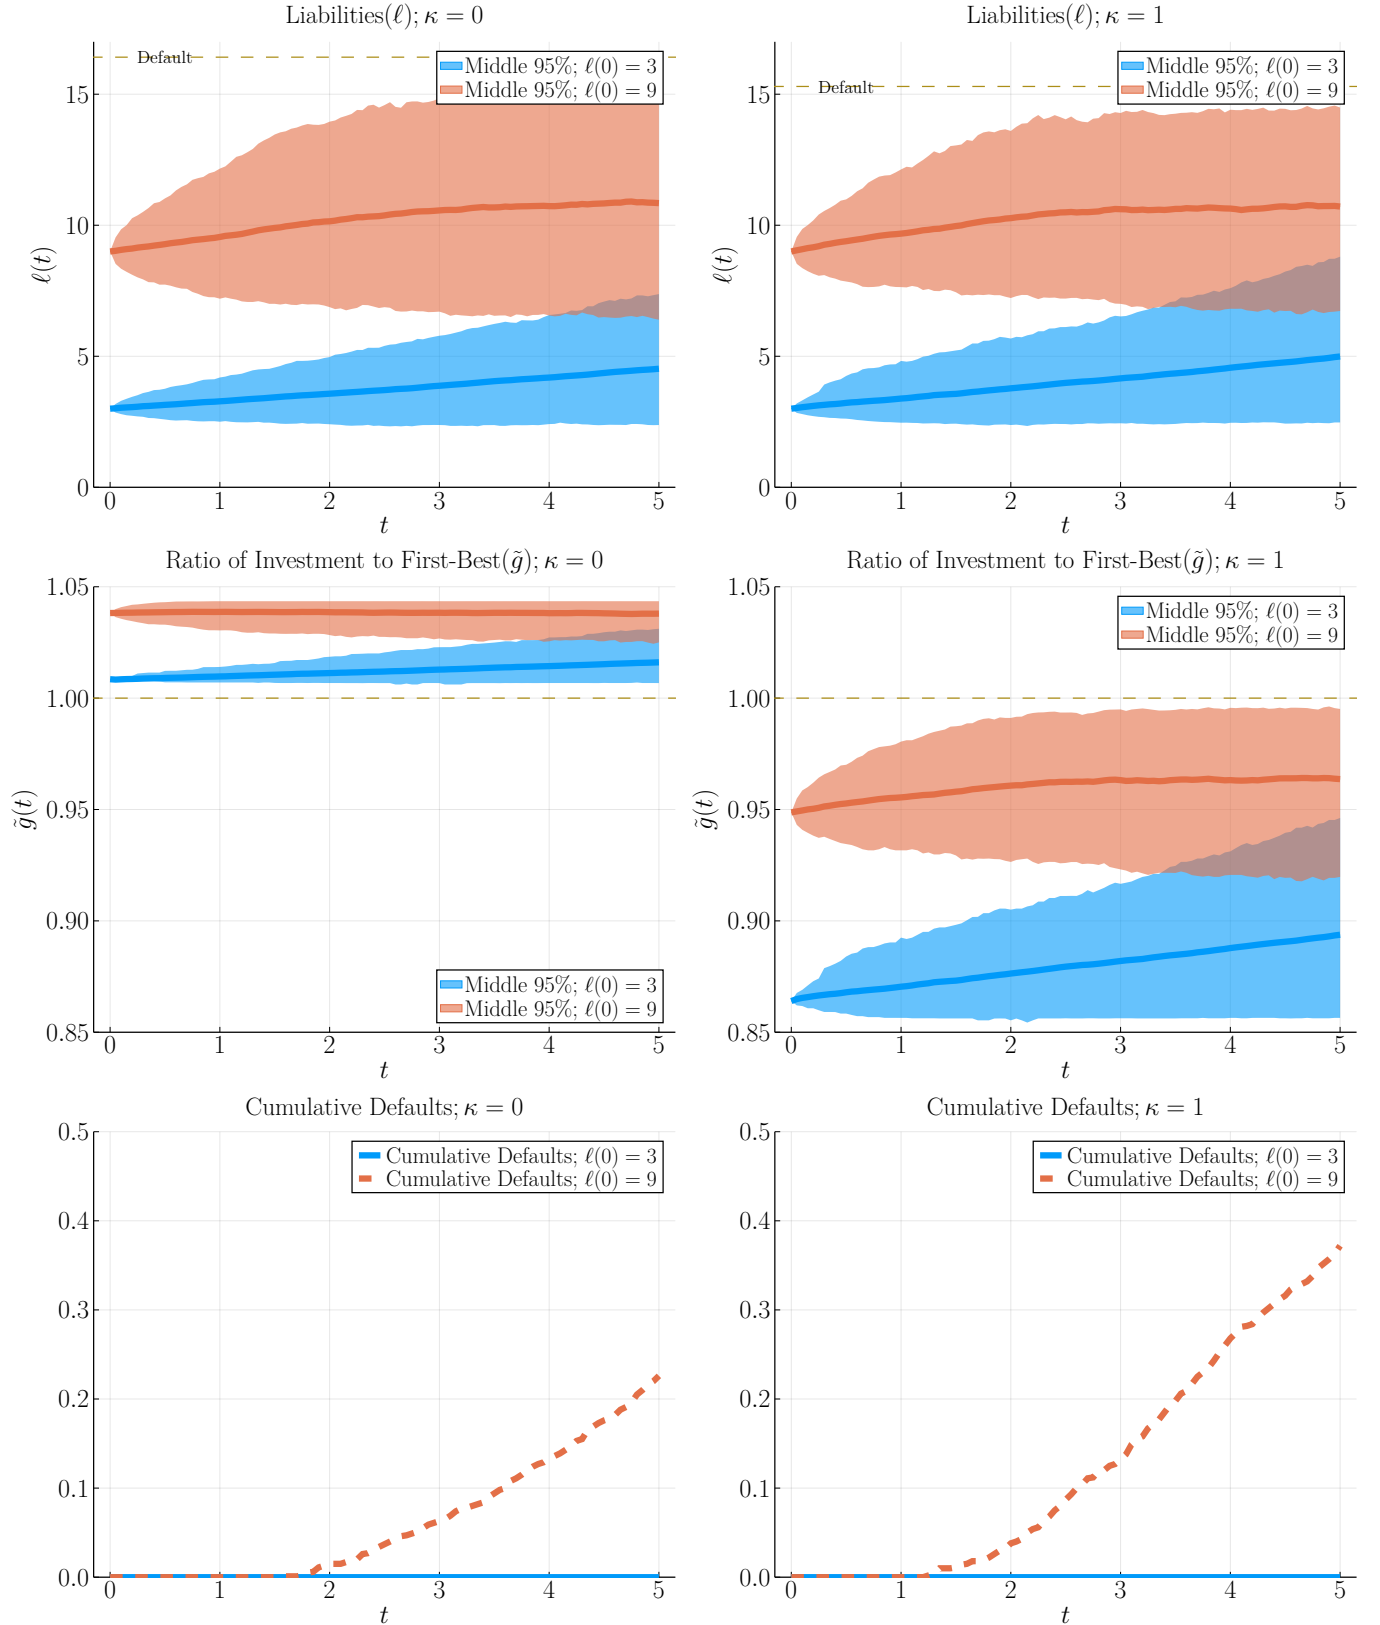 Liabilities(ℓ); κ = 0
Default
Middle 95%; ℓ(0) = 3
Middle 95%; ℓ(0) = 9
15
10
5
0
ℓ(t)
0 1 2 3 4 5
t
Liabilities(ℓ); κ = 1
Default
Middle 95%; ℓ(0) = 3
Middle 95%; ℓ(0) = 9
15
10
5
0
ℓ(t)
0 1 2 3 4 5
t
Ratio of Investment to First-Best(g̃); κ = 0
1.05
1.00
0.95
0.90
0.85
g̃(t)
Middle 95%; ℓ(0) = 3
Middle 95%; ℓ(0) = 9
0 1 2 3 4 5
t
Ratio of Investment to First-Best(g̃); κ = 1
Middle 95%; ℓ(0) = 3
Middle 95%; ℓ(0) = 9
1.05
1.00
0.95
0.90
0.85
g̃(t)
0 1 2 3 4 5
t
Cumulative Defaults; κ = 0
Cumulative Defaults; ℓ(0) = 3
Cumulative Defaults; ℓ(0) = 9
0.5
0.4
0.3
0.2
0.1
0.0
0 1 2 3 4 5
t
Cumulative Defaults; κ = 1
Cumulative Defaults; ℓ(0) = 3
Cumulative Defaults; ℓ(0) = 9
0.5
0.4
0.3
0.2
0.1
0.0
0 1 2 3 4 5
t